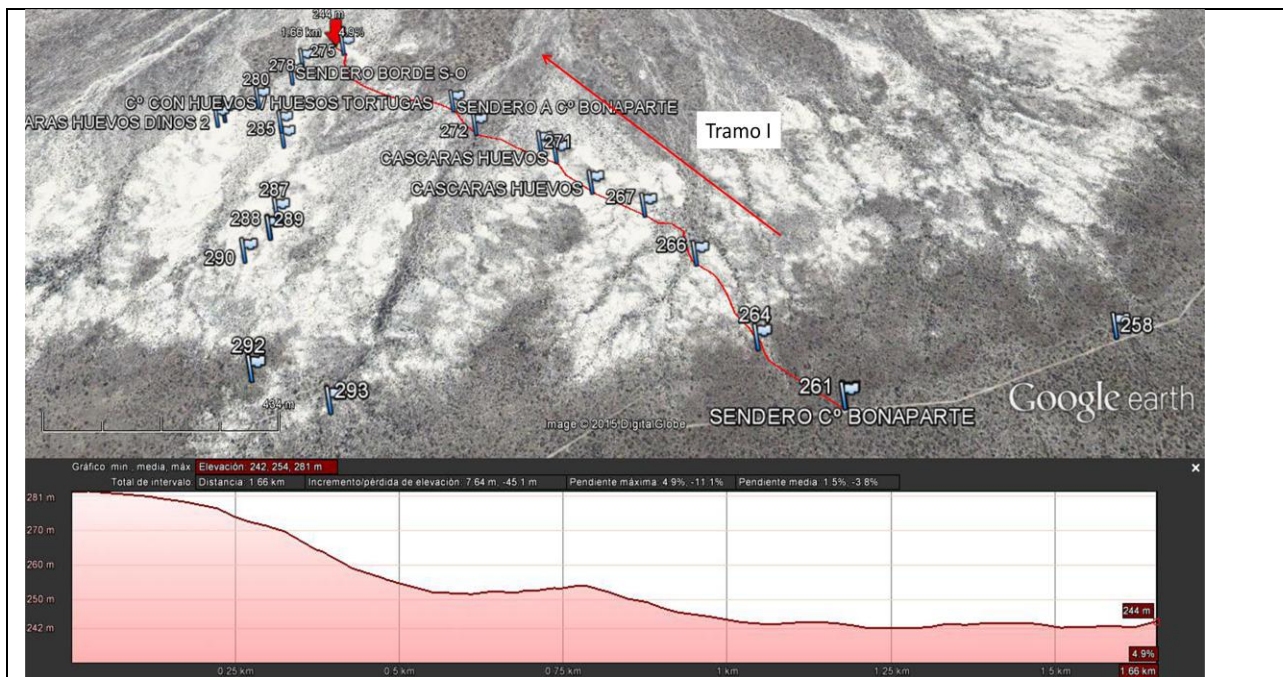 244 m
1.66 km 4.9%
275
278
SENDERO BORDE S-O
280
Cº CON HUEVOS / HUESOS TORTUGAS
SENDERO A Cº BONAPARTE
ARAS HUEVOS DINOS 2
285
272
271
Tramo I
CASCARAS HUEVOS
CASCARAS HUEVOS
267
287
288
289
266
290
264
258
292
293
261
434 m
SENDERO Cº BONAPARTE
Google earth
Image © 2015 DigitalGlobe
Gráfico: min., media, máx Elevación: 242, 254, 281 m
Total de intervalo: Distancia: 1.66 km Incremento/pérdida de elevación: 7.64 m, -45.1 m Pendiente máxima: 4.9%, -11.1% Pendiente media: 1.5%, -3.8%
281 m
270 m
260 m
250 m
242 m
244 m
4.9%
0.25 km 0.5 km 0.75 km 1 km 1.25 km 1.5 km 1.66 km